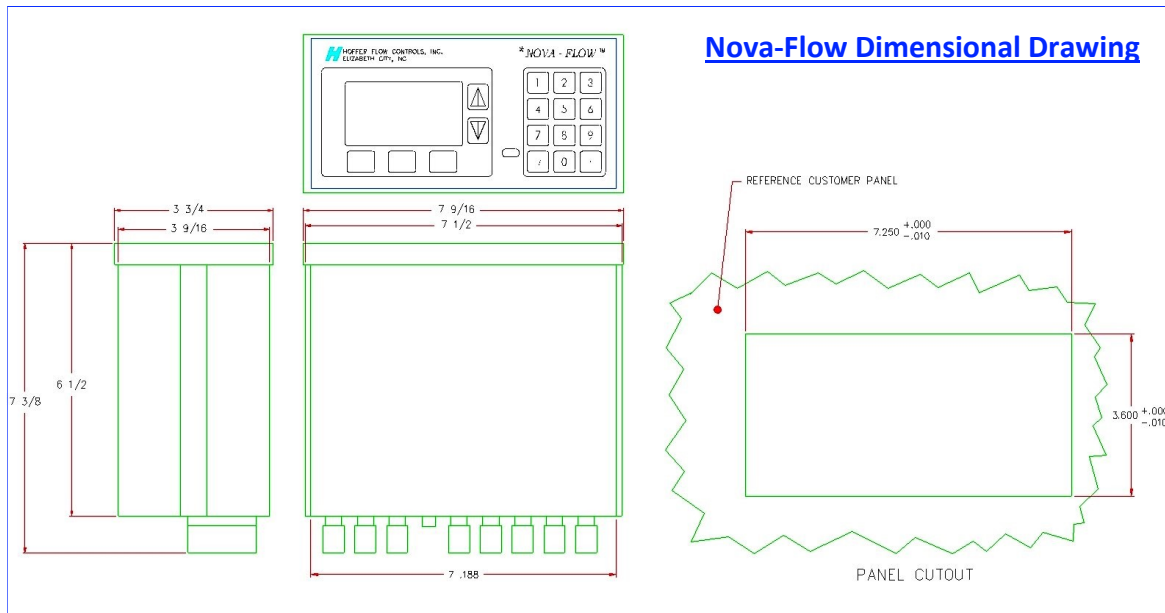 Nova-Flow Dimensional Drawing
H HOFFER FLOW CONTROLS, INC.
ELIZABETH CITY, NC
*NOVA - FLOW ™
1 2 3
4 5 6
7 8 9
0
REFERENCE CUSTOMER PANEL
3 3/4
3 9/16
7 9/16
7 1/2
7.250 +.000
-.010
6 1/2
7 3/8
3.600 +.000
-.010
7 .188
PANEL CUTOUT